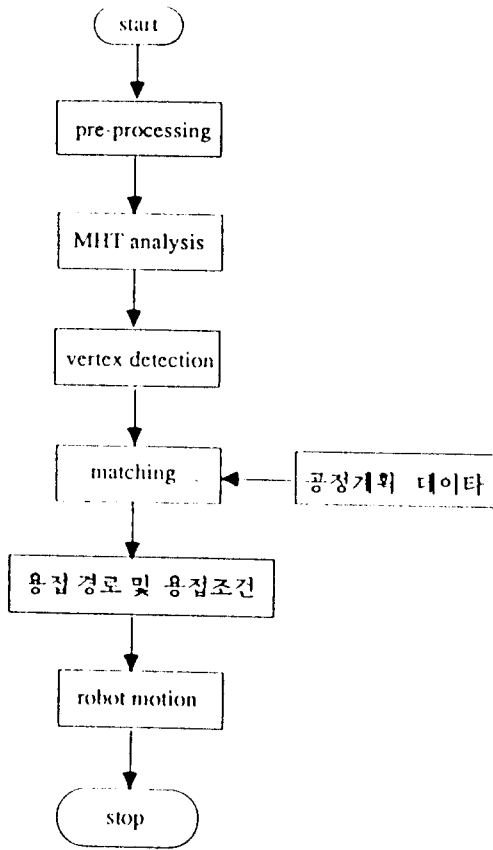 start
pre-processing
MHT analysis
vertex detection
matching
공정계획 데이타
용접 경로 및 용접조건
robot motion
stop